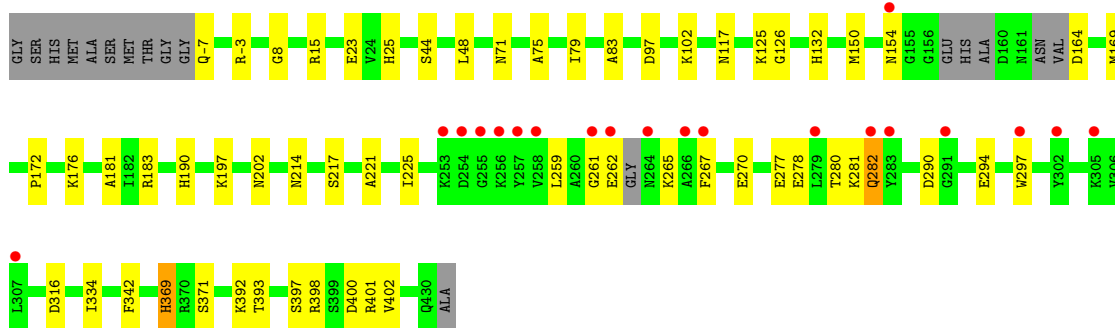 GLY SER HIS MET ALA SER MET THR GLY GLY Q-7 R-3 G8 R15 E23 V24 H25 S44 L48 N71 A75 I79 A83 D97 K102 N117 K125 G126 H132 M150 N154 G155 G156 GLU HIS ALA D160 N161 ASN VAL D164 M169
P172 K176 A181 I182 R183 H190 K197 N202 N214 S217 A221 I225 K253 D254 G255 K256 Y257 V258 L259 A260 G261 E262 GLY N264 K265 A266 F267 E270 E277 E278 L279 T280 K281 Q282 Y283 D290 G291 E294 W297 Y302 K305 V306
L307 D316 I334 F342 H369 R370 S371 K392 T393 S397 R398 S399 D400 R401 V402 Q430 ALA